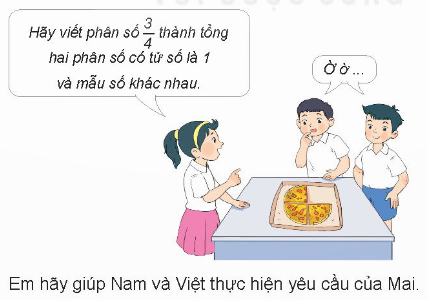 Hãy viết phân số 3/4 thành tổng
hai phân số có tử số là 1
và mẫu số khác nhau.
Ờ ờ ...
Em hãy giúp Nam và Việt thực hiện yêu cầu của Mai.